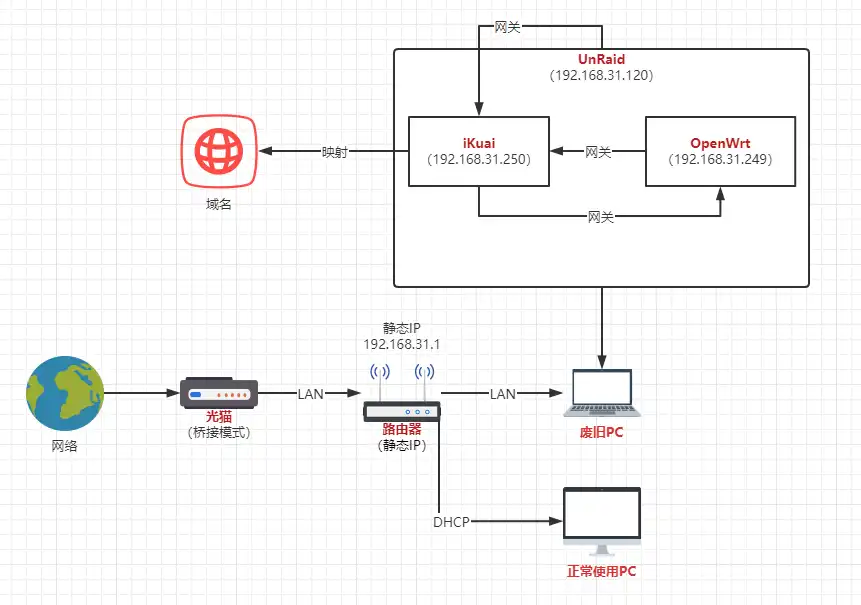 网关
UnRaid
(192.168.31.120)
iKuai
(192.168.31.250)
网关
OpenWrt
(192.168.31.249)
映射
域名
网关
静态IP
192.168.31.1
网络
光猫
(桥接模式)
LAN
路由器
(静态IP)
LAN
废旧PC
DHCP
正常使用PC